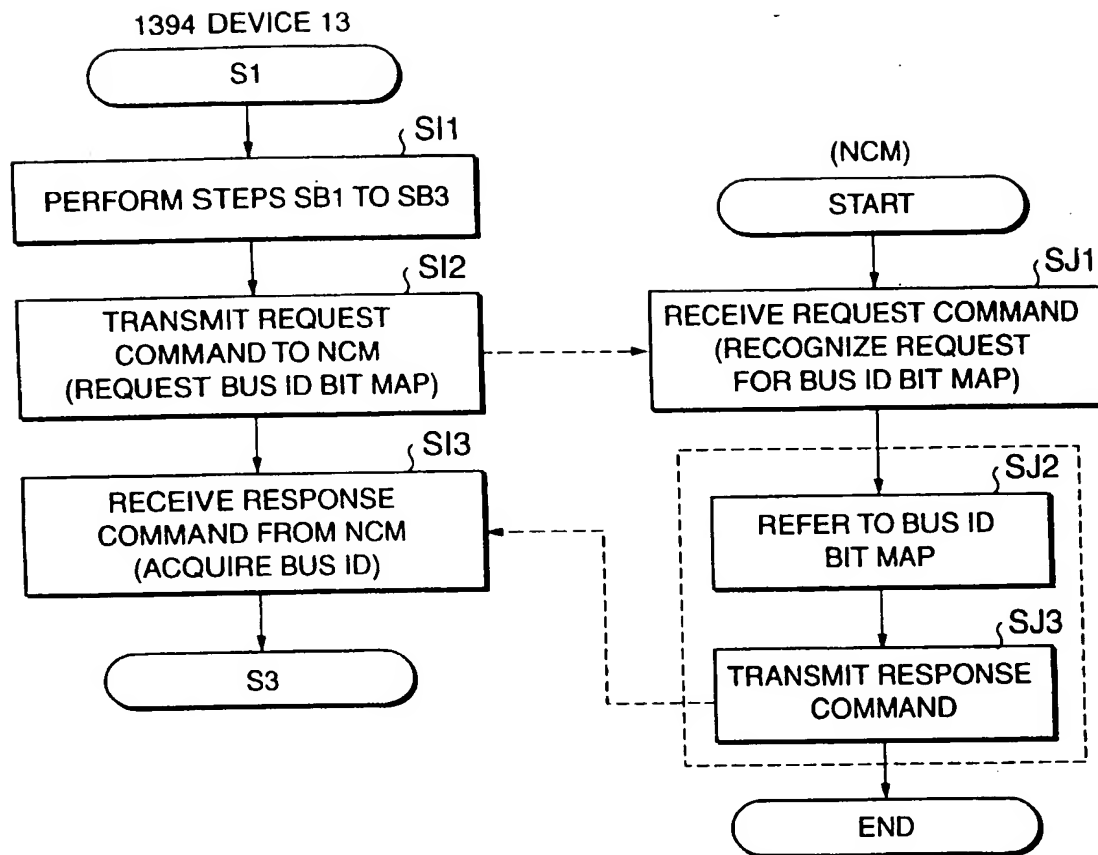 1394 DEVICE 13
S1
SI1
PERFORM STEPS SB1 TO SB3
SI2
TRANSMIT REQUEST
COMMAND TO NCM
(REQUEST BUS ID BIT MAP)
SI3
RECEIVE RESPONSE
COMMAND FROM NCM
(ACQUIRE BUS ID)
S3
(NCM)
START
SJ1
RECEIVE REQUEST COMMAND
(RECOGNIZE REQUEST
FOR BUS ID BIT MAP)
SJ2
REFER TO BUS ID
BIT MAP
SJ3
TRANSMIT RESPONSE
COMMAND
END